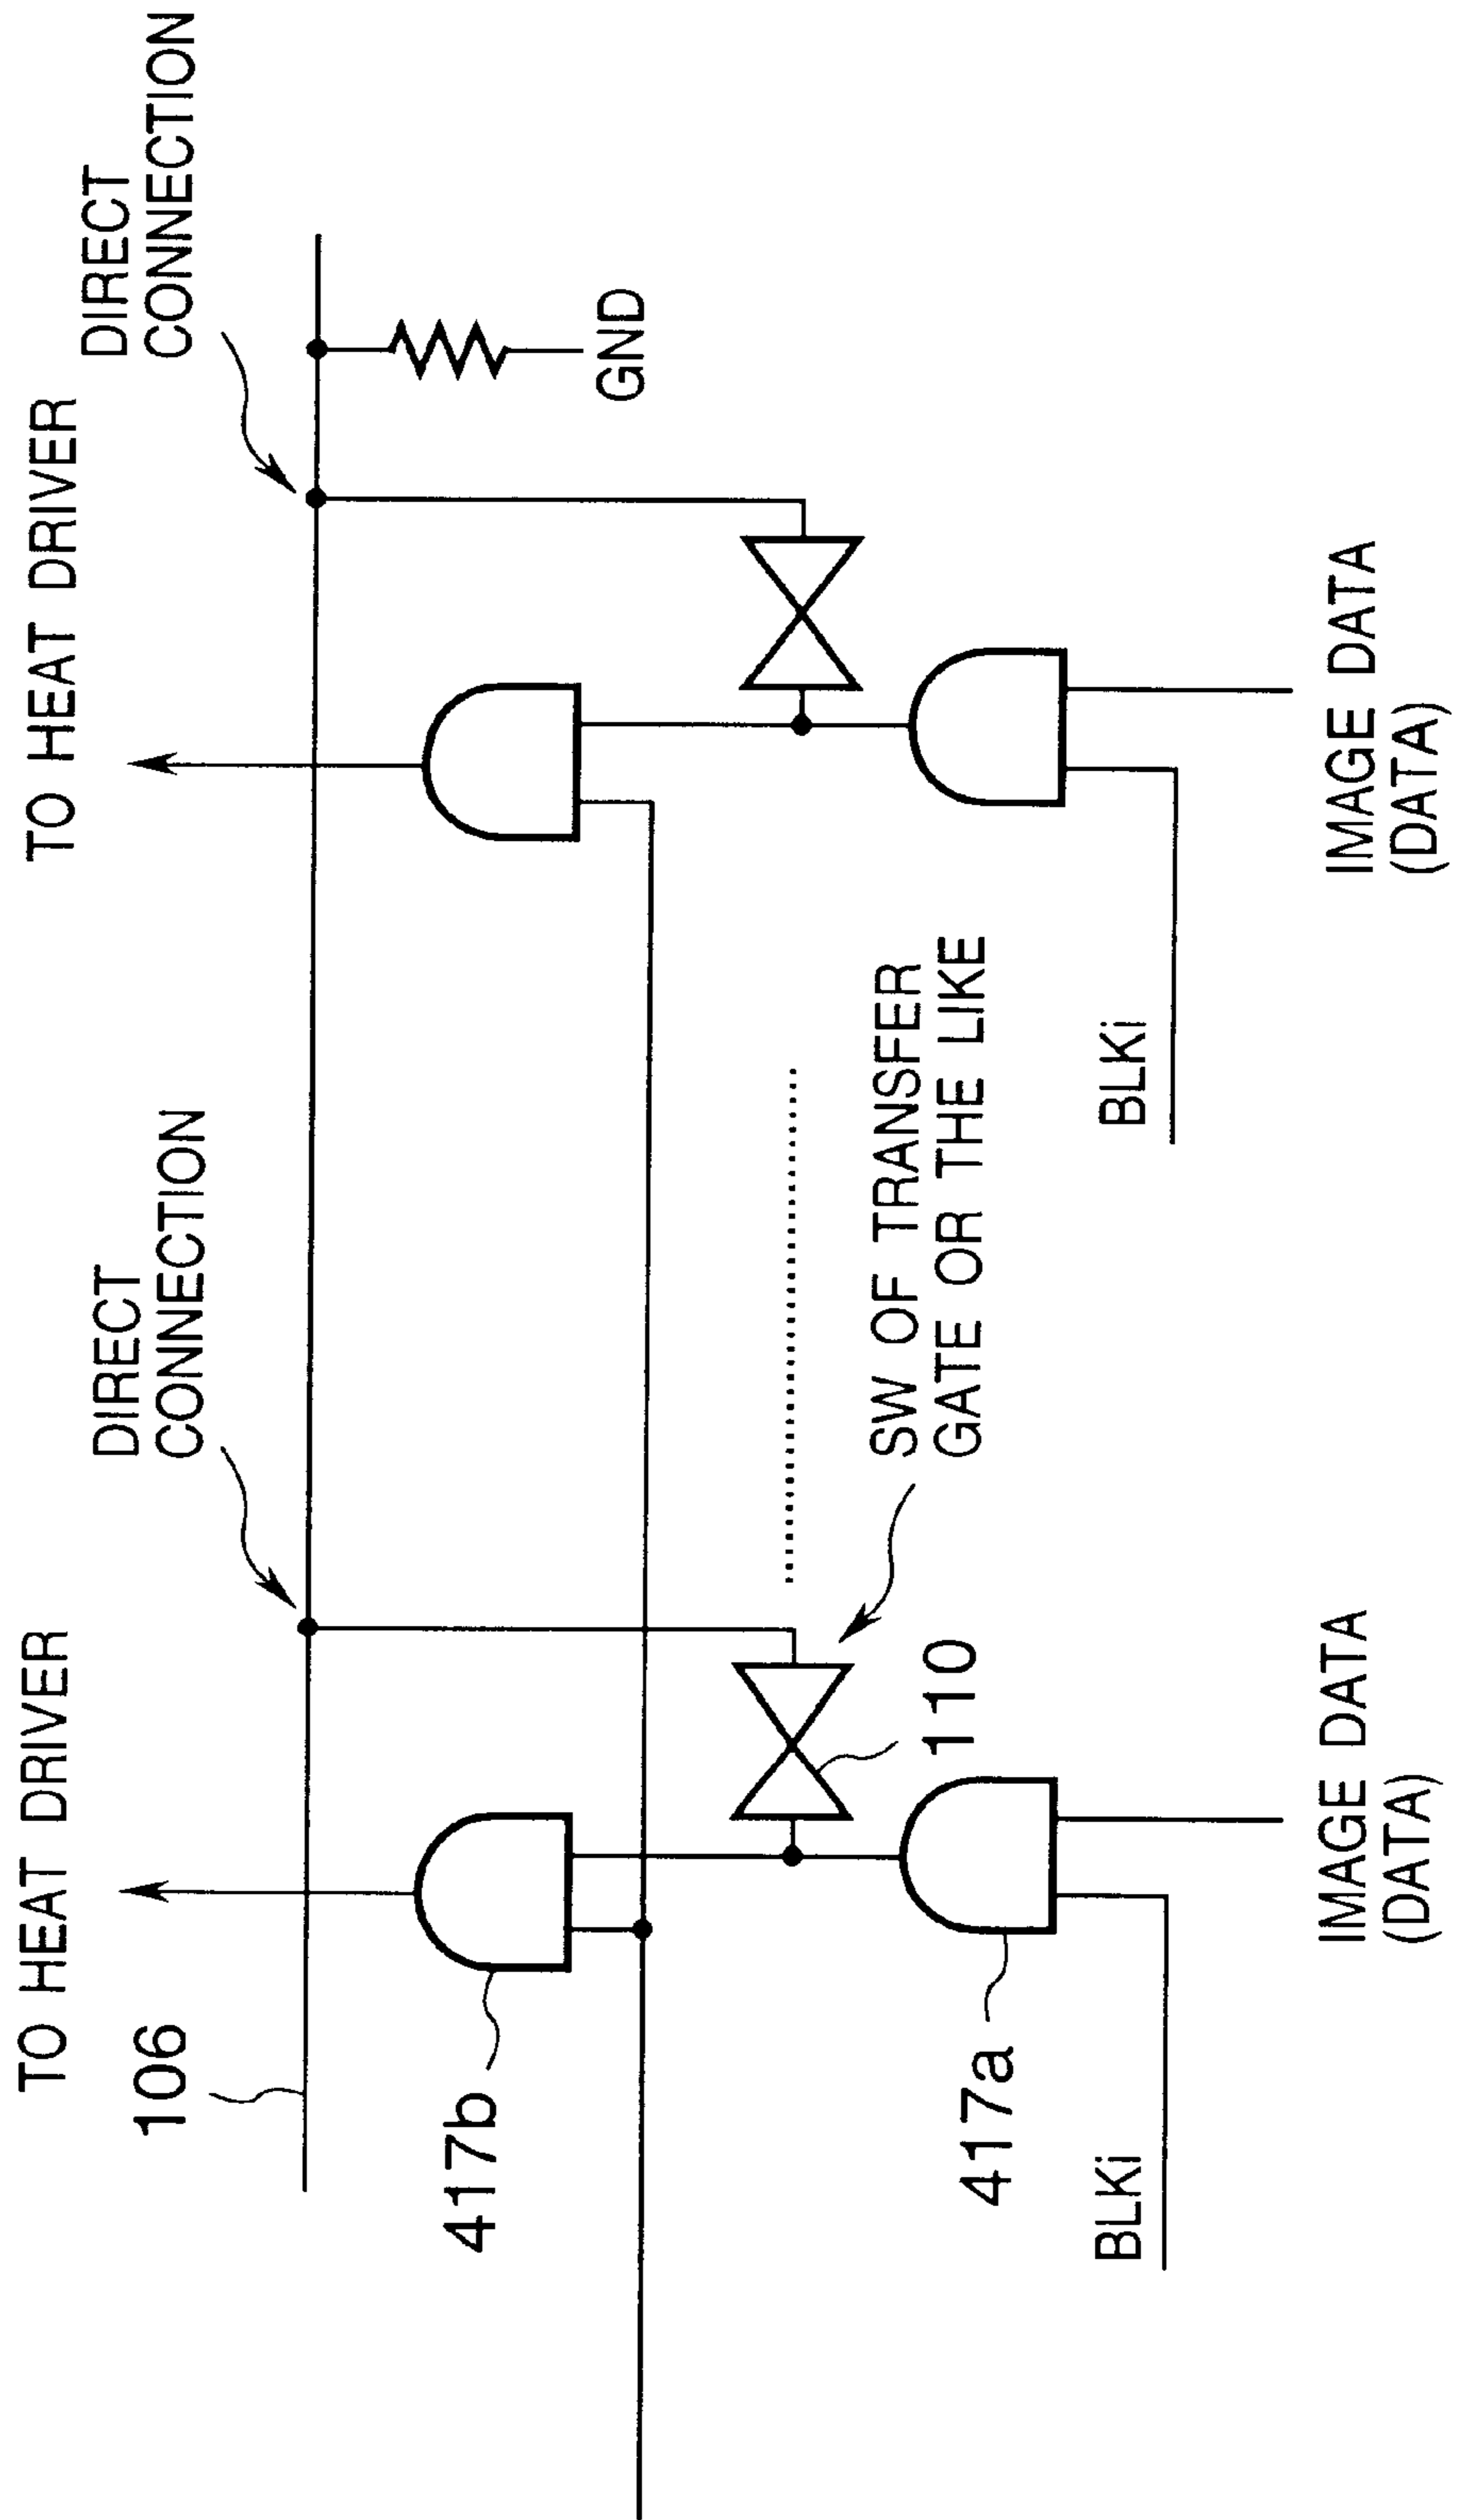 TO HEAT DRIVER
106
DIRECT
CONNECTION
TO HEAT DRIVER
DIRECT
CONNECTION
417b
GND
SW OF TRANSFER
GATE OR THE LIKE
110
417a
BLKi
BLKi
IMAGE DATA
(DATA)
IMAGE DATA
(DATA)